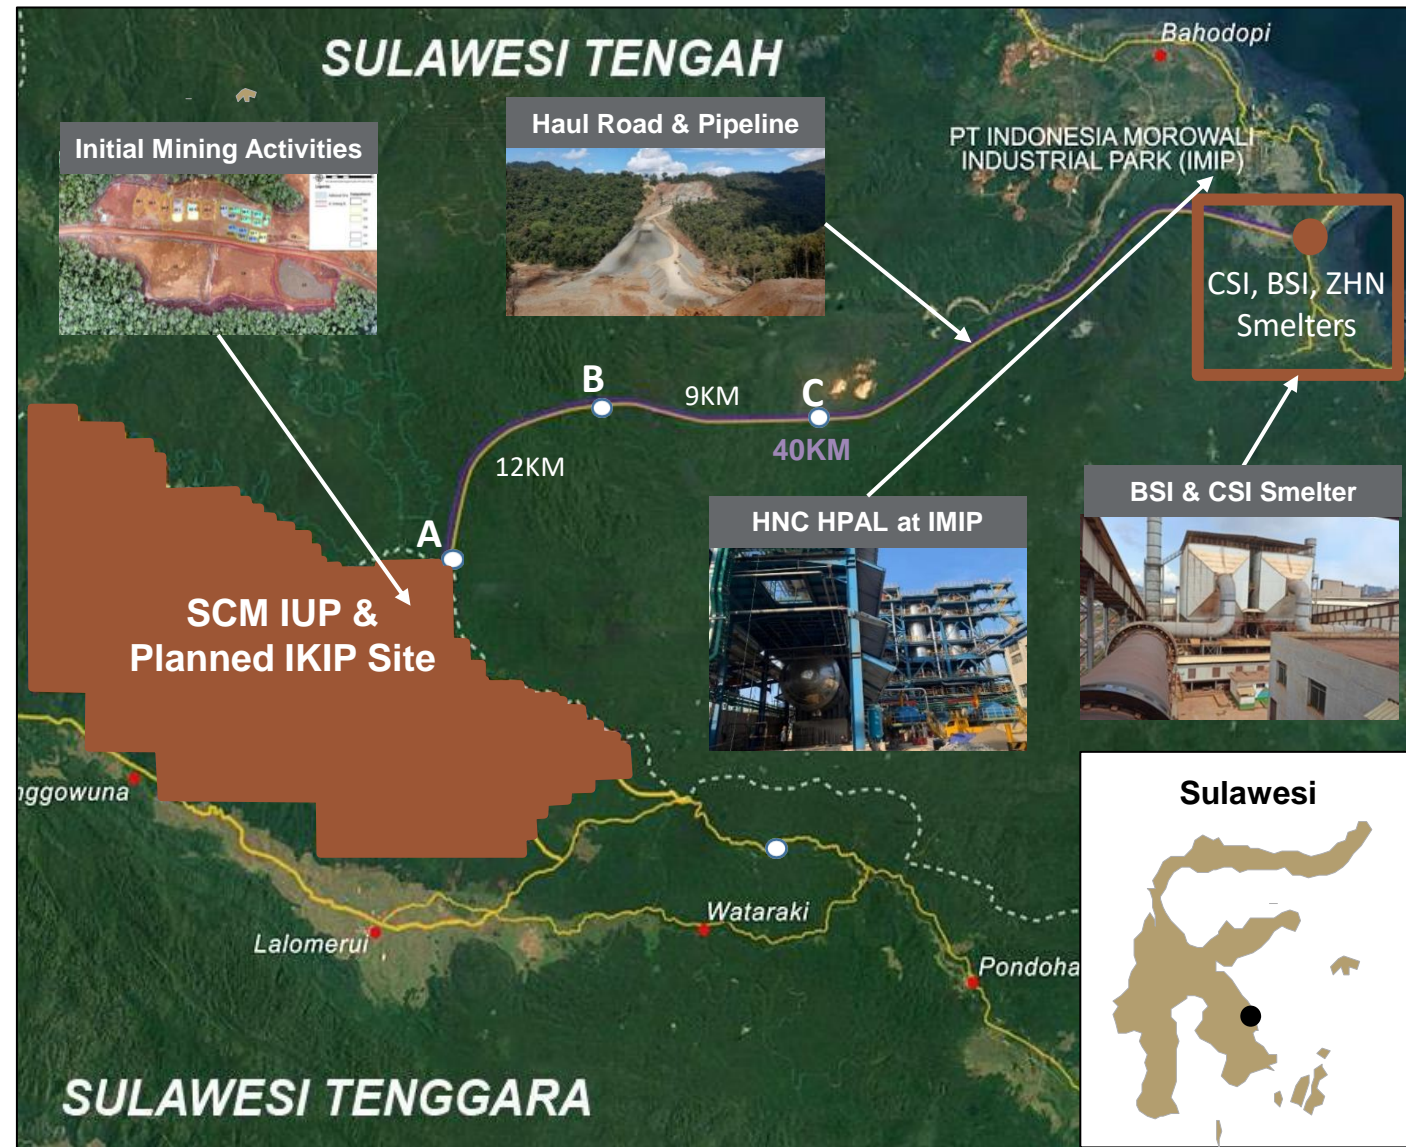 SULAWESI TENGAH
Bahodopi
Initial Mining Activities
Haul Road & Pipeline
PT INDONESIA MOROWALI
INDUSTRIAL PARK (IMIP)
CSI, BSI, ZHN
Smelters
B
9KM
C
40KM
12KM
A
BSI & CSI Smelter
HNC HPAL at IMIP
SCM IUP &
Planned IKIP Site
nggowuna
Sulawesi
Wataraki
Lalomerui
Pondoha
SULAWESI TENGGARA